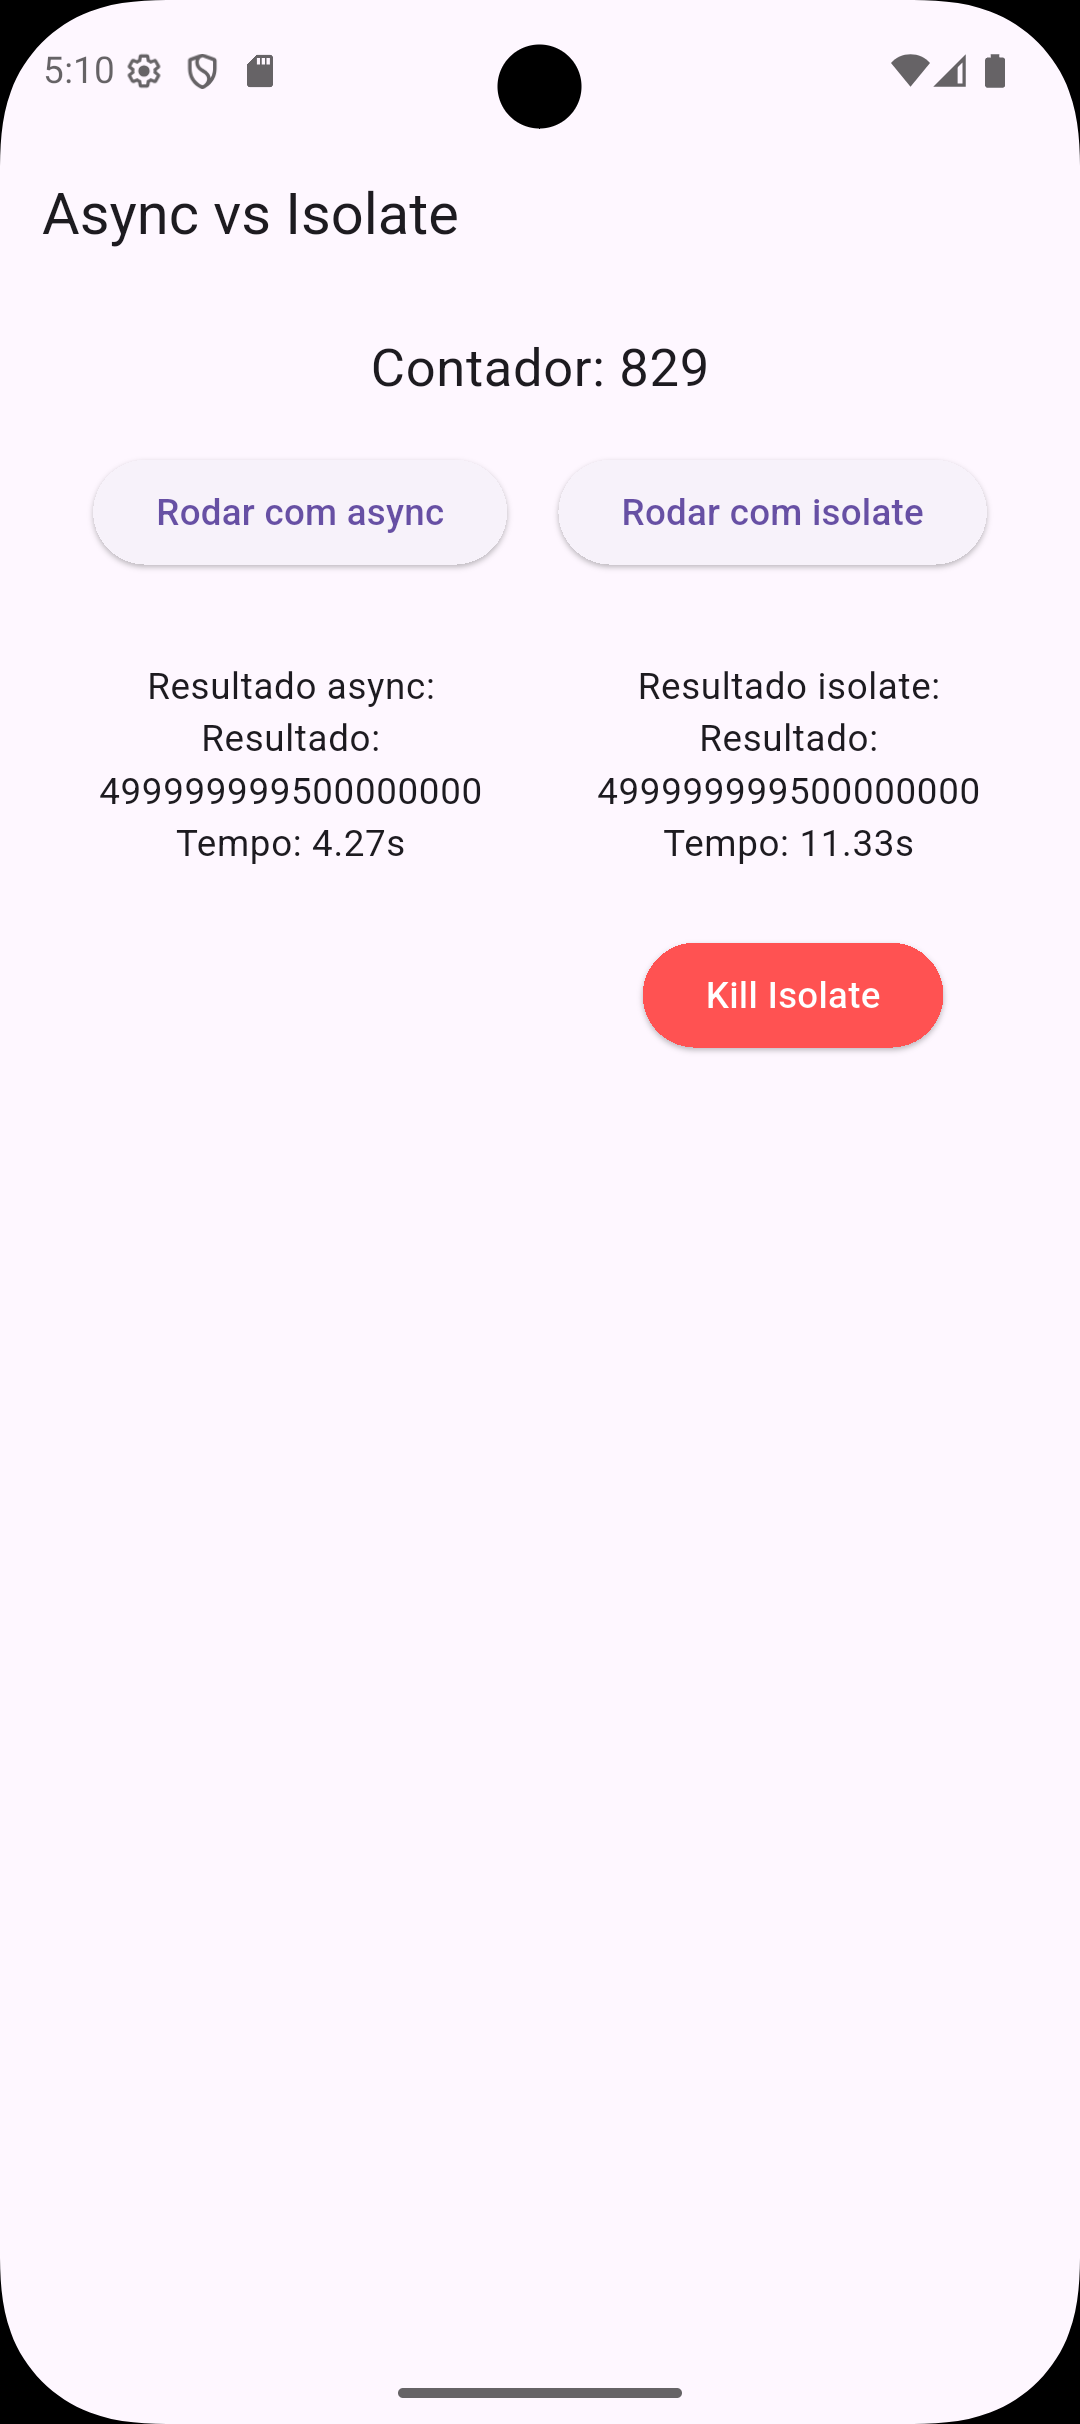 5:10
Async vs Isolate
Contador: 829
Rodar com async
Rodar com isolate
Resultado async:
Resultado:
499999999500000000
Tempo: 4.27s
Resultado isolate:
Resultado:
499999999500000000
Tempo: 11.33s
Kill Isolate